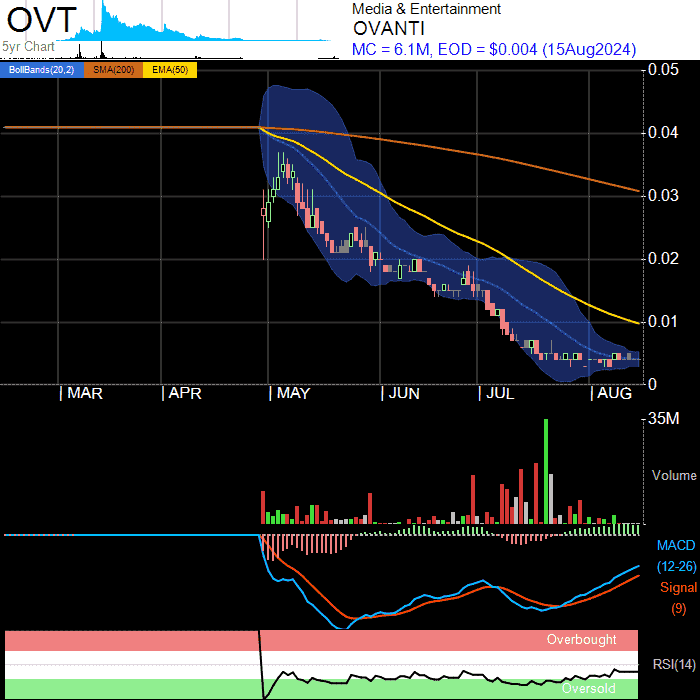 OVT
5yr Chart
Media & Entertainment
OVANTI
MC = 6.1M, EOD = $0.004 (15Aug2024)
BollBands(20,2) SMA(200) EMA(50)
0.05
0.04
0.03
0.02
0.01
0
MAR APR MAY JUN JUL AUG
35M
Volume
MACD
(12-26)
Signal
(9)
Overbought
RSI(14)
Oversold